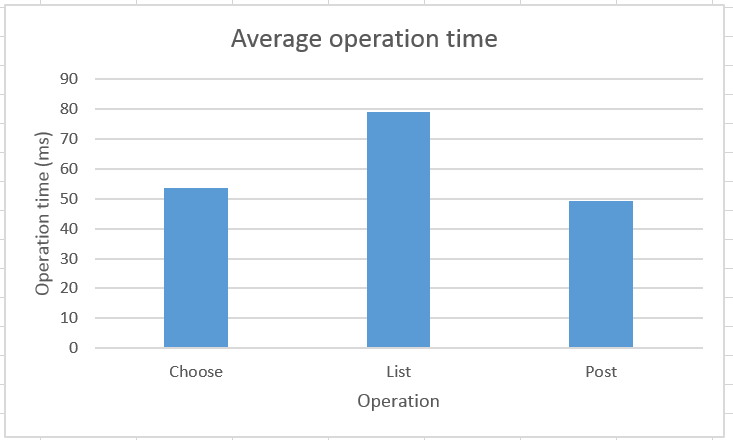 Average operation time
90
80
70
60
50
40
30
20
10
0
Operation time (ms)
Choose
List
Post
Operation